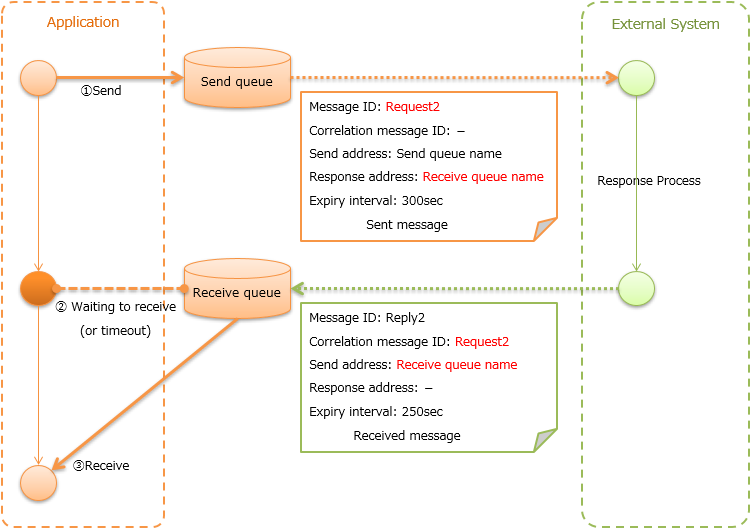 Application
External System
①Send
Send queue
Message ID: Request2
Correlation message ID: －
Send address: Send queue name
Response address: Receive queue name
Expiry interval: 300sec
Sent message
Response Process
② Waiting to receive
(or timeout)
Receive queue
Message ID: Reply2
Correlation message ID: Request2
Send address: Receive queue name
Response address: －
Expiry interval: 250sec
Received message
③Receive